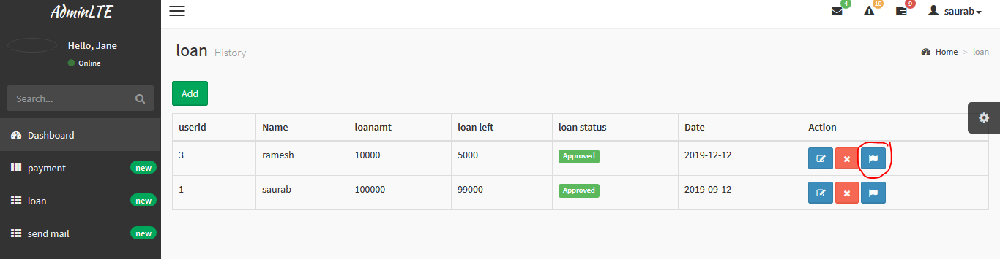 AdminLTE
4 10 9 saurab
Hello, Jane
Online
loan History
Home > loan
Search...
Add
Dashboard
userid Name loanamt loan left loan status Date Action
3 ramesh 10000 5000 Approved 2019-12-12
payment new
1 saurab 100000 99000 Approved 2019-09-12
loan new
send mail new